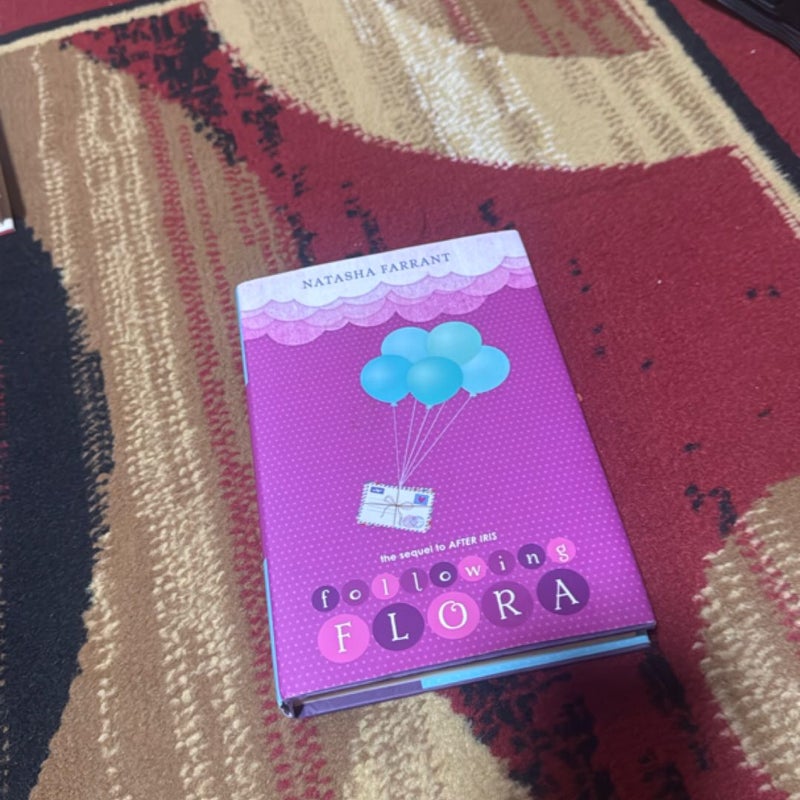 NATASHA FARRANT
the sequel to AFTER IRIS
following
FLORA